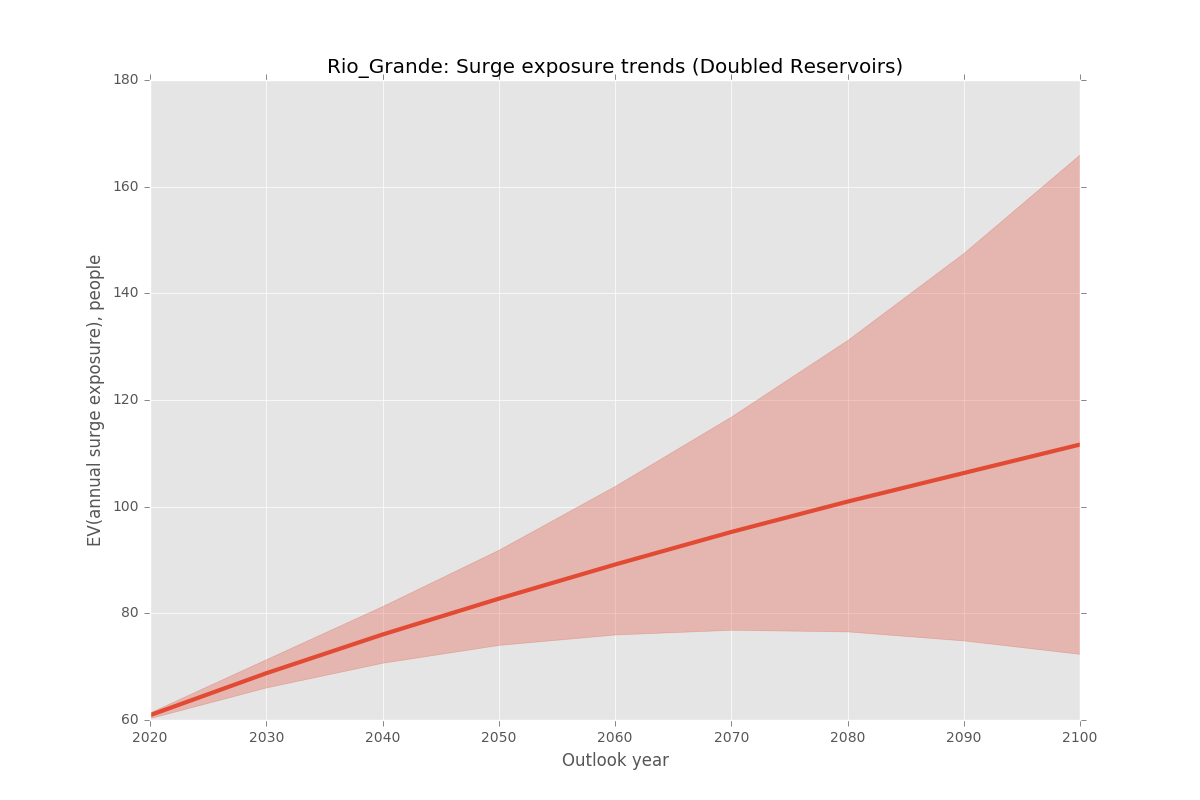 Rio_Grande: Surge exposure trends (Doubled Reservoirs)
EV(annual surge exposure), people
180
160
140
120
100
80
60
2020 2030 2040 2050 2060 2070 2080 2090 2100
Outlook year